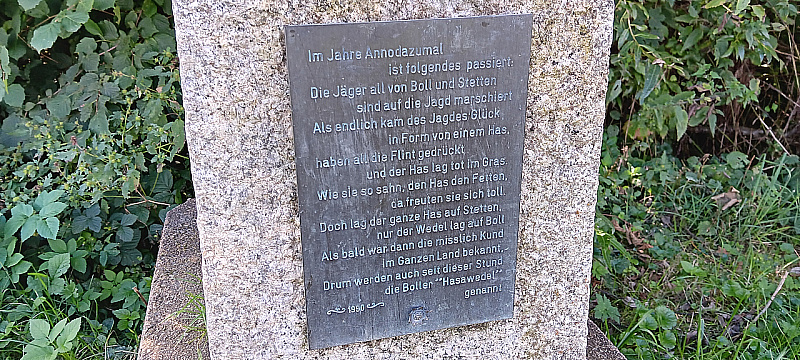 Im Jahre Annodazumal
ist folgendes passiert:
Die Jäger all von Boll und Stetten
sind auf die Jagd marschiert
Als endlich kam des Jagdes Glück
in Form von einem Has,
haben all die Flint gedrückt,
und der Has lag tot im Gras.
Wie sie so sahn, den Has den Fetten,
da freuten sie sich toll.
Doch lag der ganze Has auf Stetten,
nur der Wedel lag auf Boll
Als bald war dann die misslich Kund
im Ganzen Land bekannt,
Drum werden auch seit dieser Stund
die Boller "Hasawedel"
genannt
1990